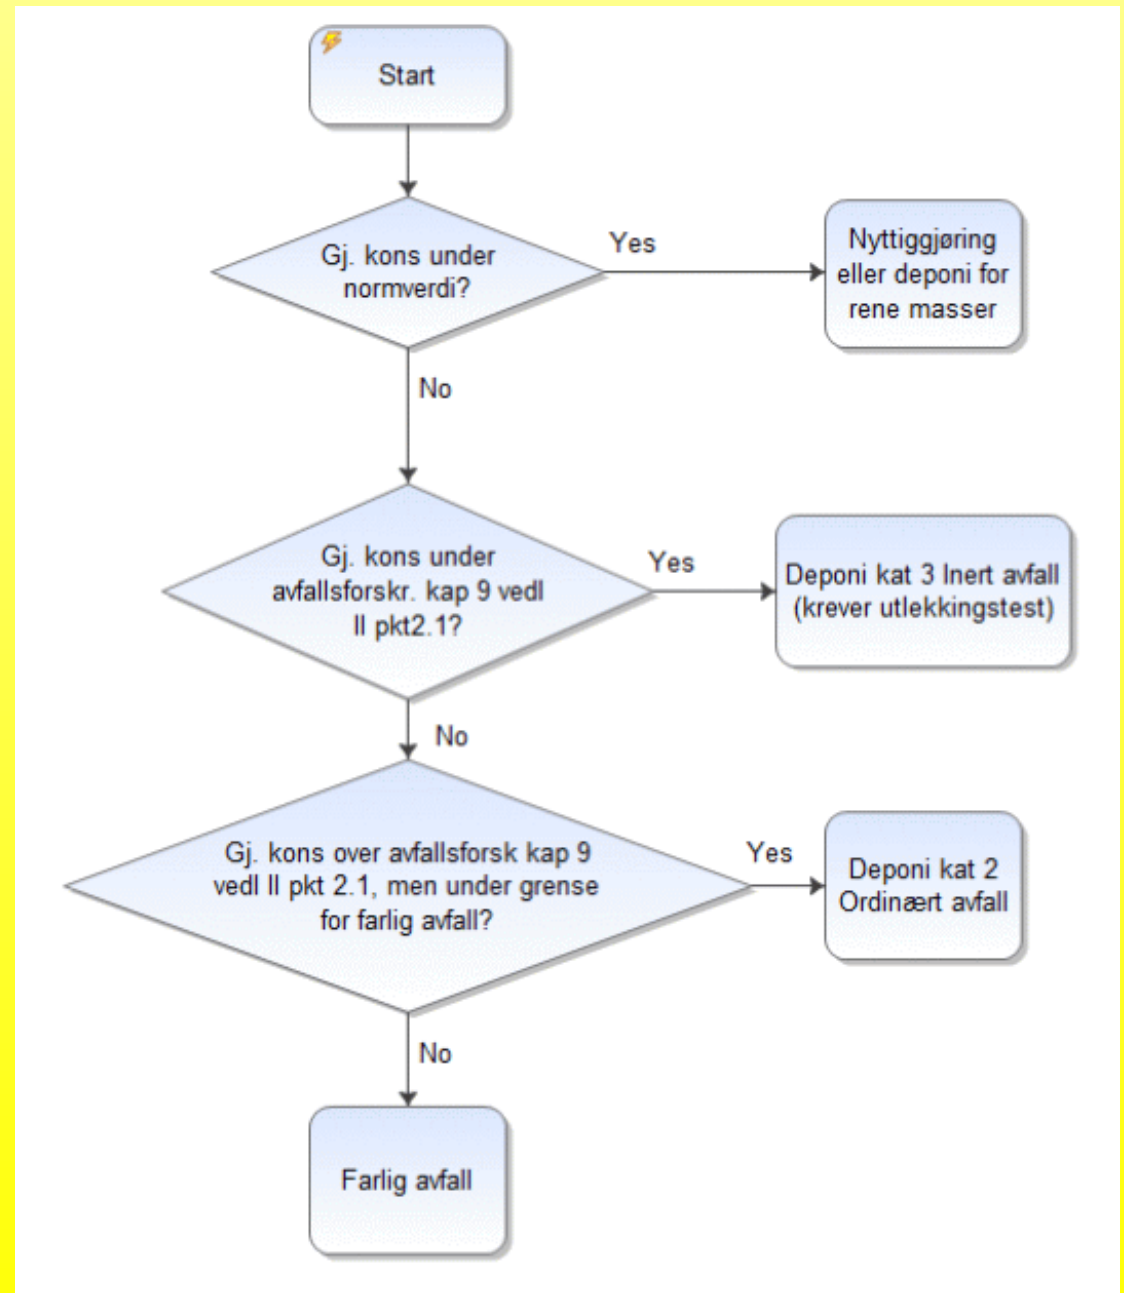 Start
Gj. kons under
normverdi?
Yes
Nyttiggjøring
eller deponi for
rene masser
No
Gj. kons under
avfallsforskr. kap 9 vedl
II pkt2.1?
Yes
Deponi kat 3 Inert avfall
(krever utlekkingstest)
No
Gj. kons over avfallsforsk kap 9
vedl II pkt 2.1, men under grense
for farlig avfall?
Yes
Deponi kat 2
Ordinært avfall
No
Farlig avfall